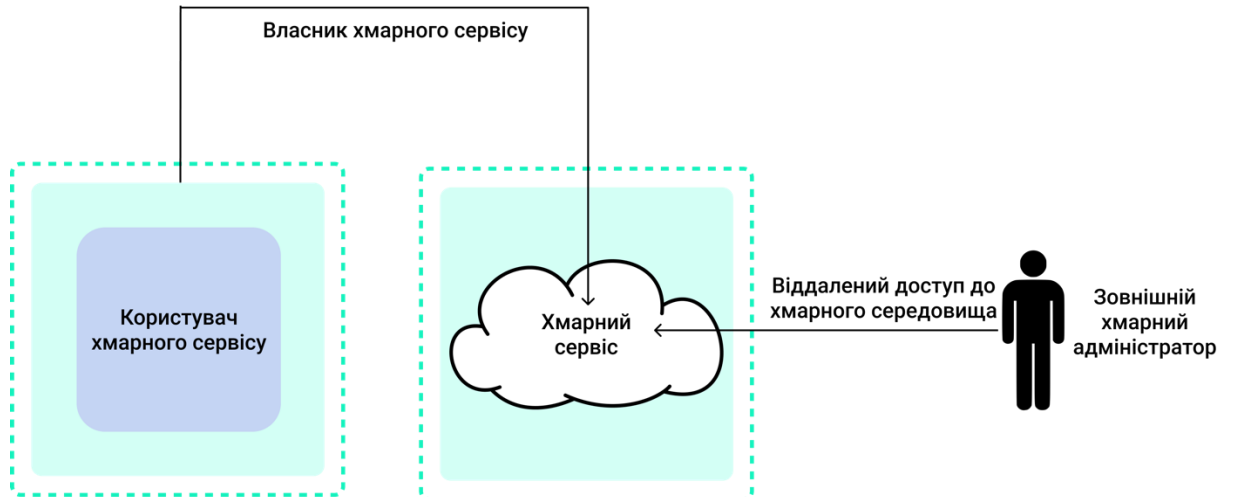 Власник хмарного сервісу
Користувач
хмарного сервісу
Хмарний
сервіс
Віддалений доступ до
хмарного середовища
Зовнішній
хмарний
адміністратор